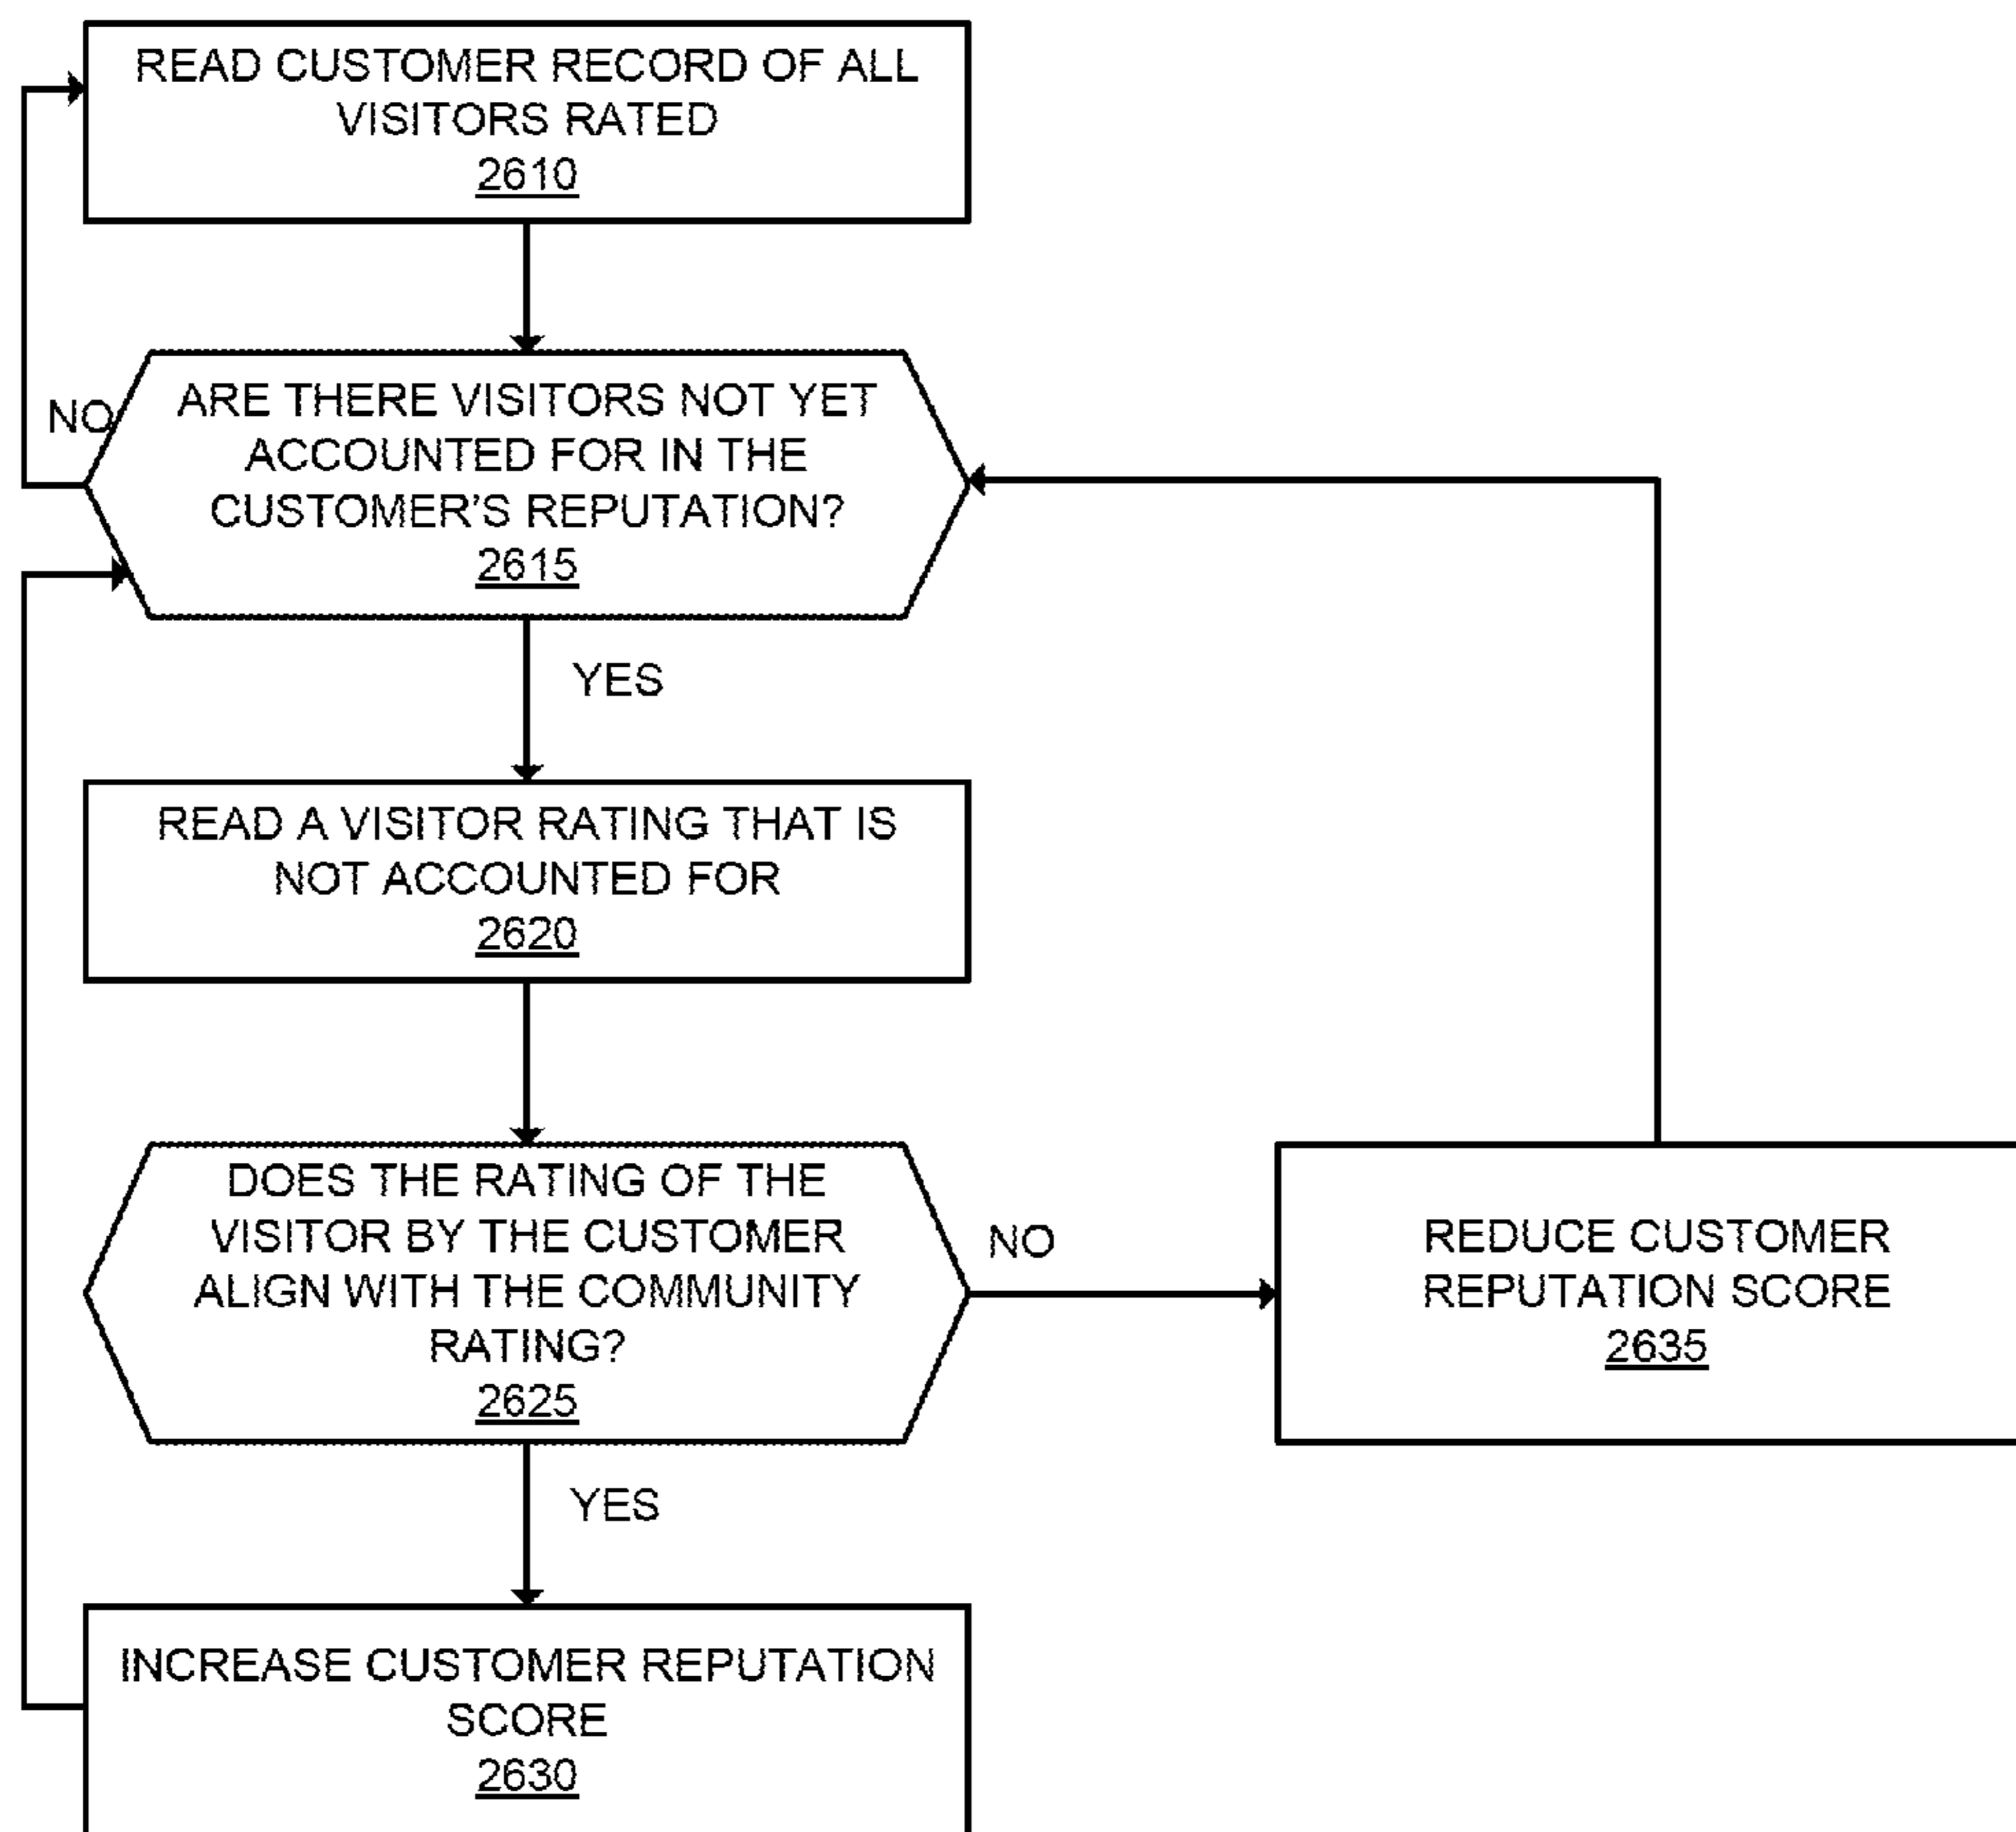 READ CUSTOMER RECORD OF ALL
VISITORS RATED
2610
NO
ARE THERE VISITORS NOT YET
ACCOUNTED FOR IN THE
CUSTOMER'S REPUTATION?
2615
YES
READ A VISITOR RATING THAT IS
NOT ACCOUNTED FOR
2620
DOES THE RATING OF THE
VISITOR BY THE CUSTOMER
ALIGN WITH THE COMMUNITY
RATING?
2625
NO
REDUCE CUSTOMER
REPUTATION SCORE
2635
YES
INCREASE CUSTOMER REPUTATION
SCORE
2630